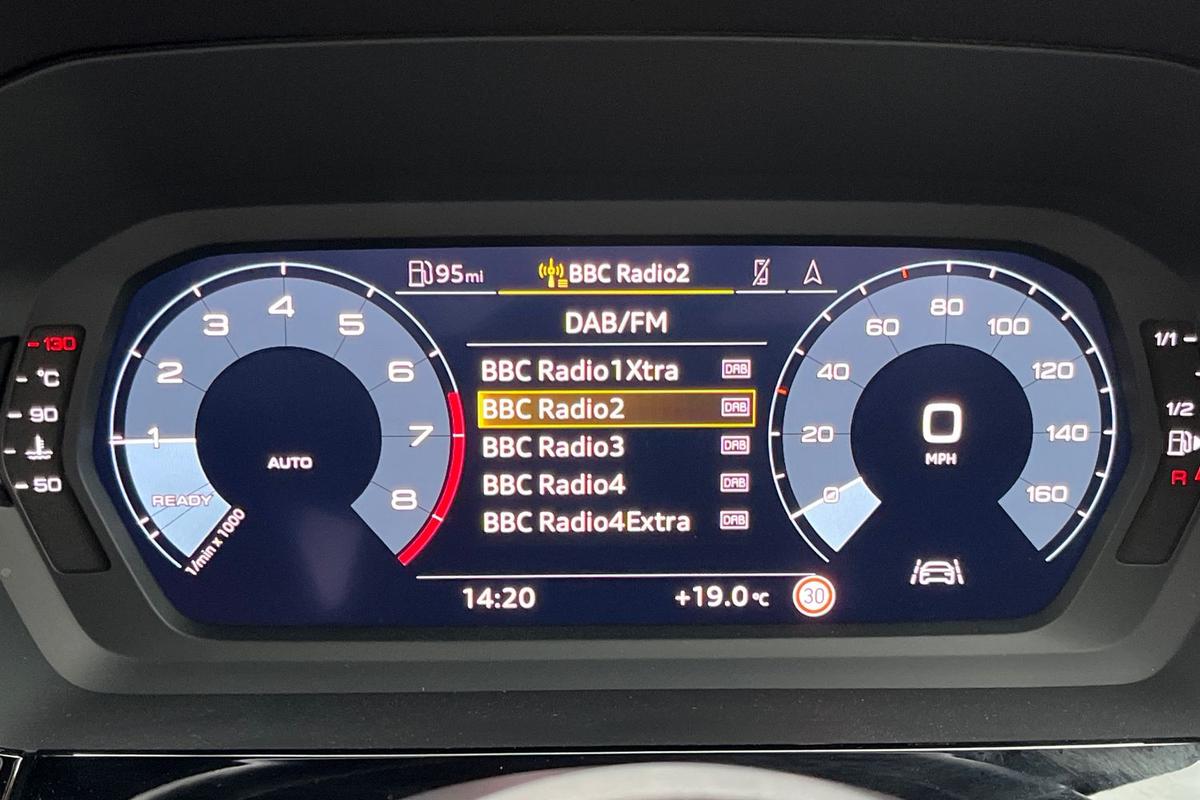 95mi BBC Radio2
DAB/FM
BBC Radio1Xtra DAB
BBC Radio2 DAB
BBC Radio3 DAB
BBC Radio4 DAB
BBC Radio4Extra DAB
14:20 +19.0°C 30
1 2 3 4 5 6 7 8
READY
1/min x 1000
AUTO
0 20 40 60 80 100 120 140 160
0
MPH
130
°C
90
50
1/1
1/2
R